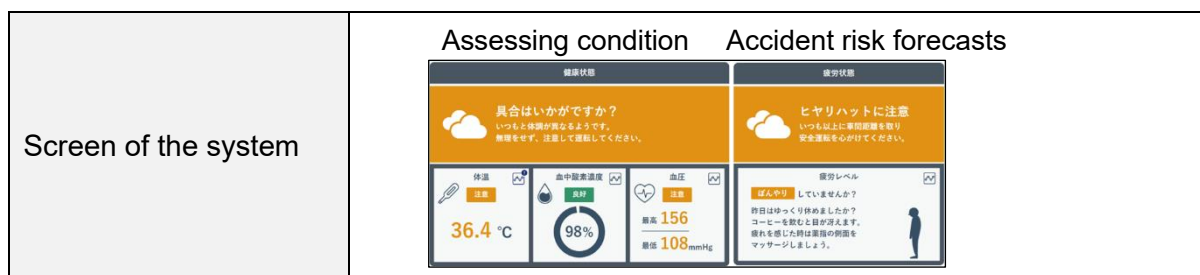 Screen of the system
Assessing condition
Accident risk forecasts
健康状態
具合はいかがですか？
いつもと体調が異なるようです。
無理をせず、注意して運転してください。
体温
注意
36.4 °C
血中酸素濃度
良好
98%
血圧
注意
最高 156
最低 108 mmHg
疲労状態
ヒヤリハットに注意
いつも以上に車間距離を取り
安全運転を心がけてください。
疲労レベル
ぼんやり していませんか？
昨日はゆっくり休めましたか？
コーヒーを飲むと目が冴えます。
疲れを感じた時は薬指の側面を
マッサージしましょう。